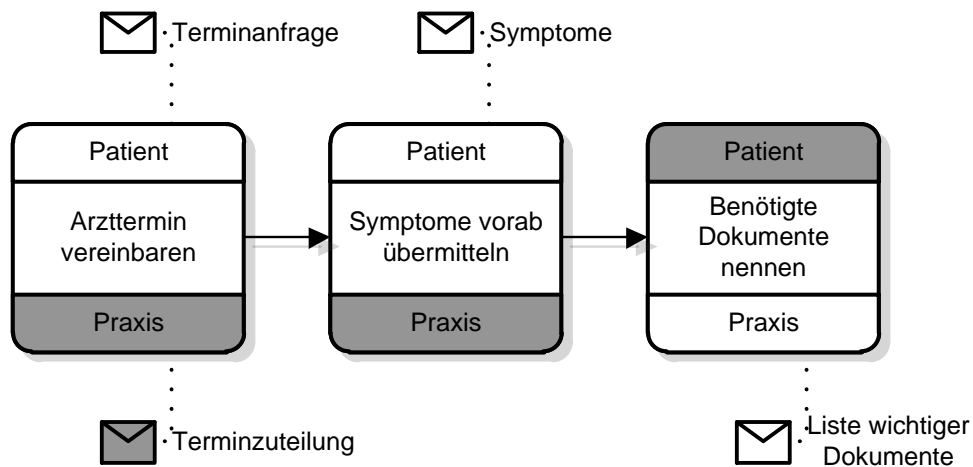 Terminanfrage
Symptome
Patient
Arzttermin
vereinbaren
Praxis
Patient
Symptome vorab
übermitteln
Praxis
Patient
Benötigte
Dokumente
nennen
Praxis
Terminzuteilung
Liste wichtiger
Dokumente